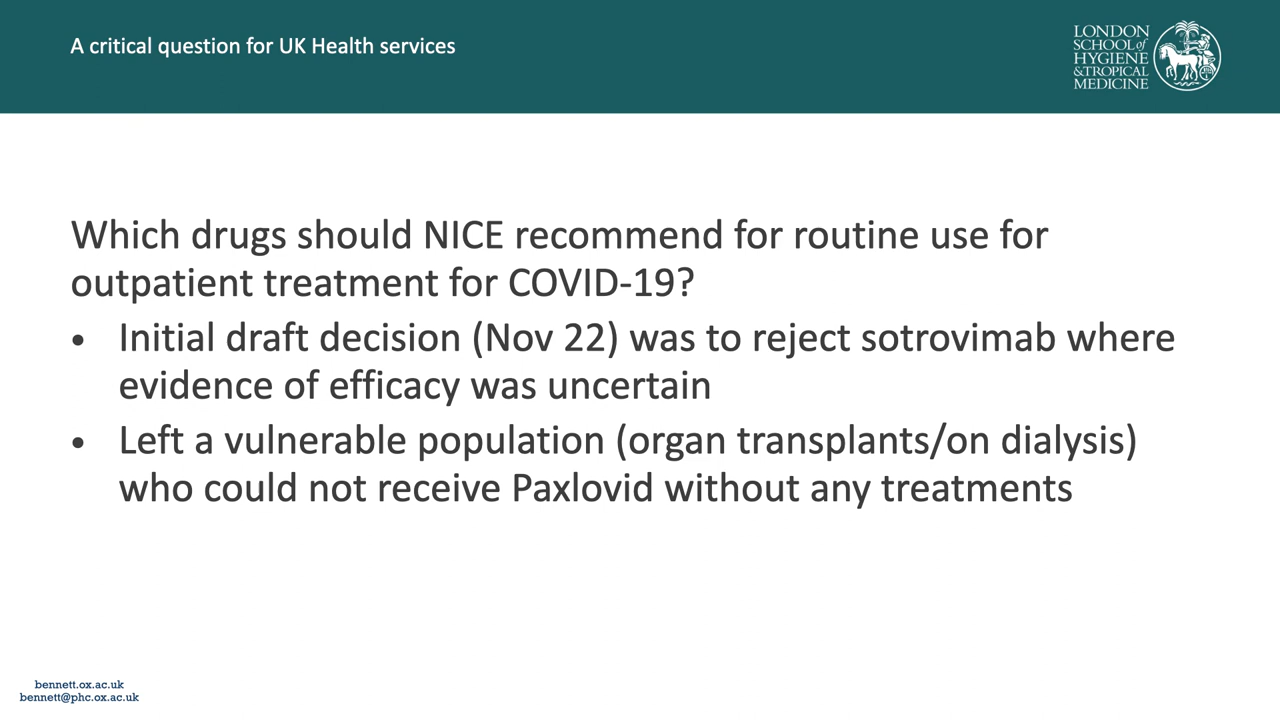 A critical question for UK Health services
LONDON
SCHOOL of
HYGIENE
& TROPICAL
MEDICINE
Which drugs should NICE recommend for routine use for
outpatient treatment for COVID-19?
• Initial draft decision (Nov 22) was to reject sotrovimab where
evidence of efficacy was uncertain
• Left a vulnerable population (organ transplants/on dialysis)
who could not receive Paxlovid without any treatments
bennett.ox.ac.uk
bennett@phc.ox.ac.uk